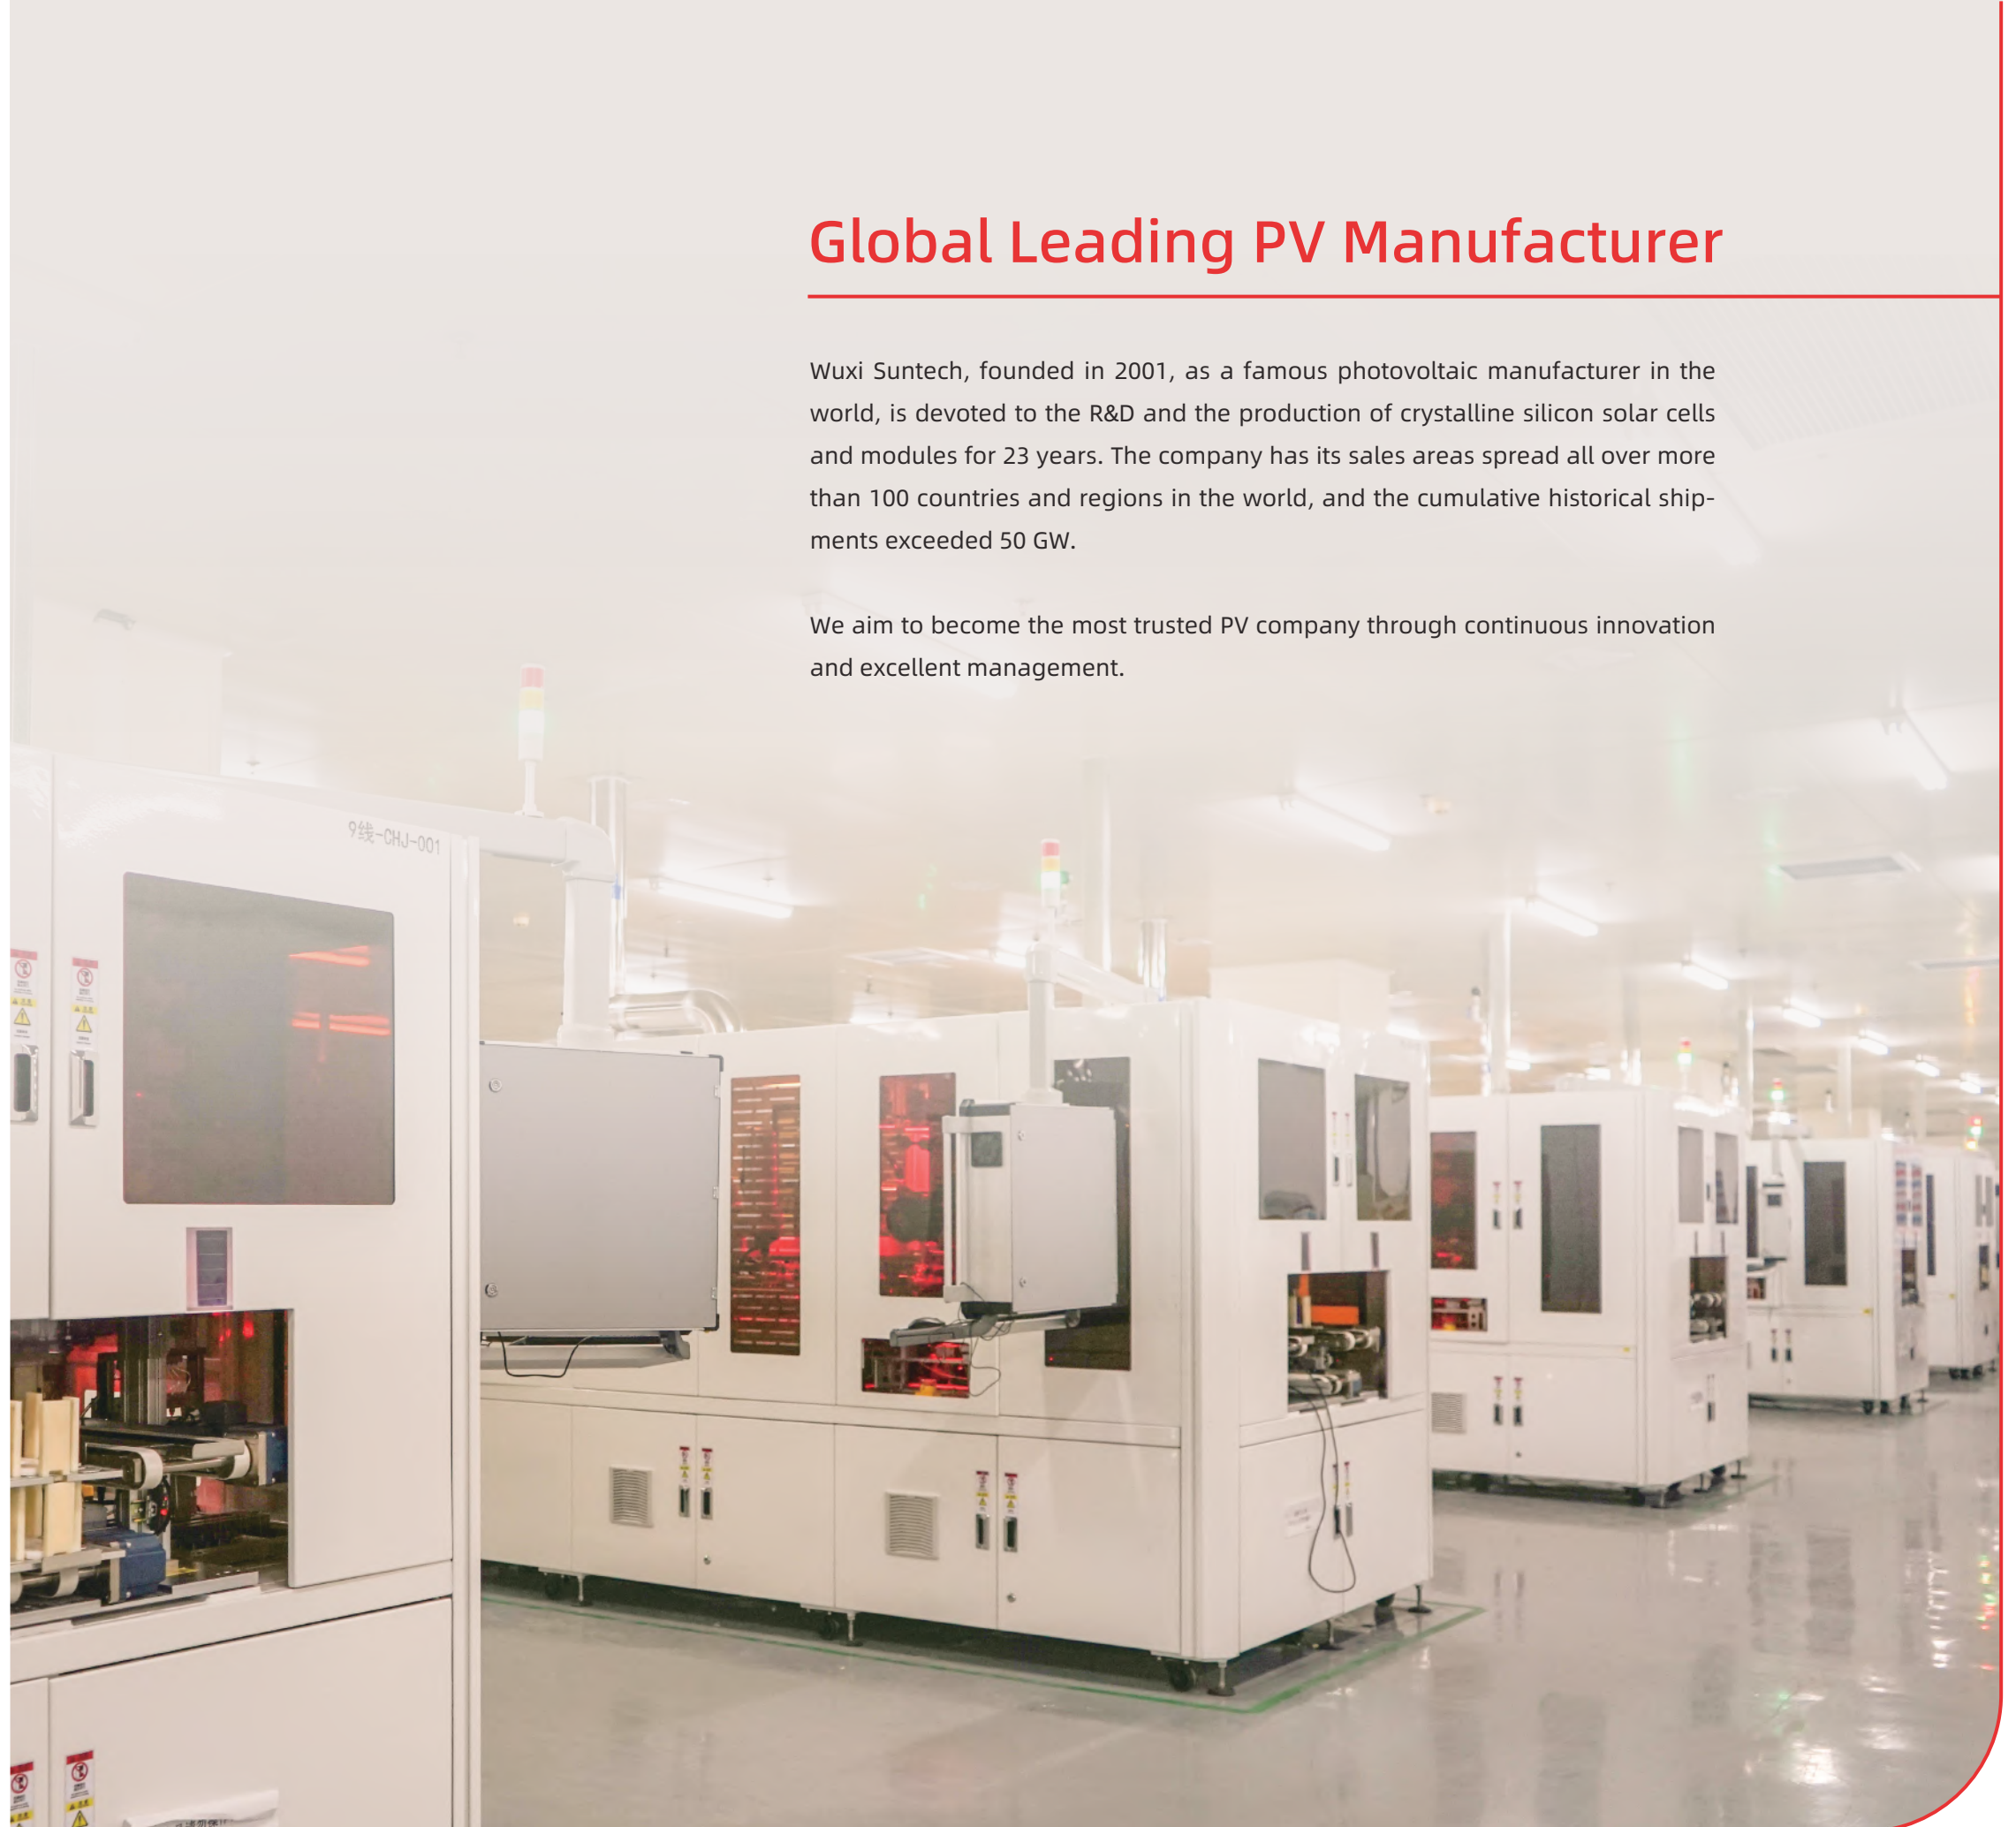 Global Leading PV Manufacturer
Wuxi Suntech, founded in 2001, as a famous photovoltaic manufacturer in the
world, is devoted to the R&D and the production of crystalline silicon solar cells
and modules for 23 years. The company has its sales areas spread all over more
than 100 countries and regions in the world, and the cumulative historical ship-
ments exceeded 50 GW.
We aim to become the most trusted PV company through continuous innovation
and excellent management.
9线-CHJ-001